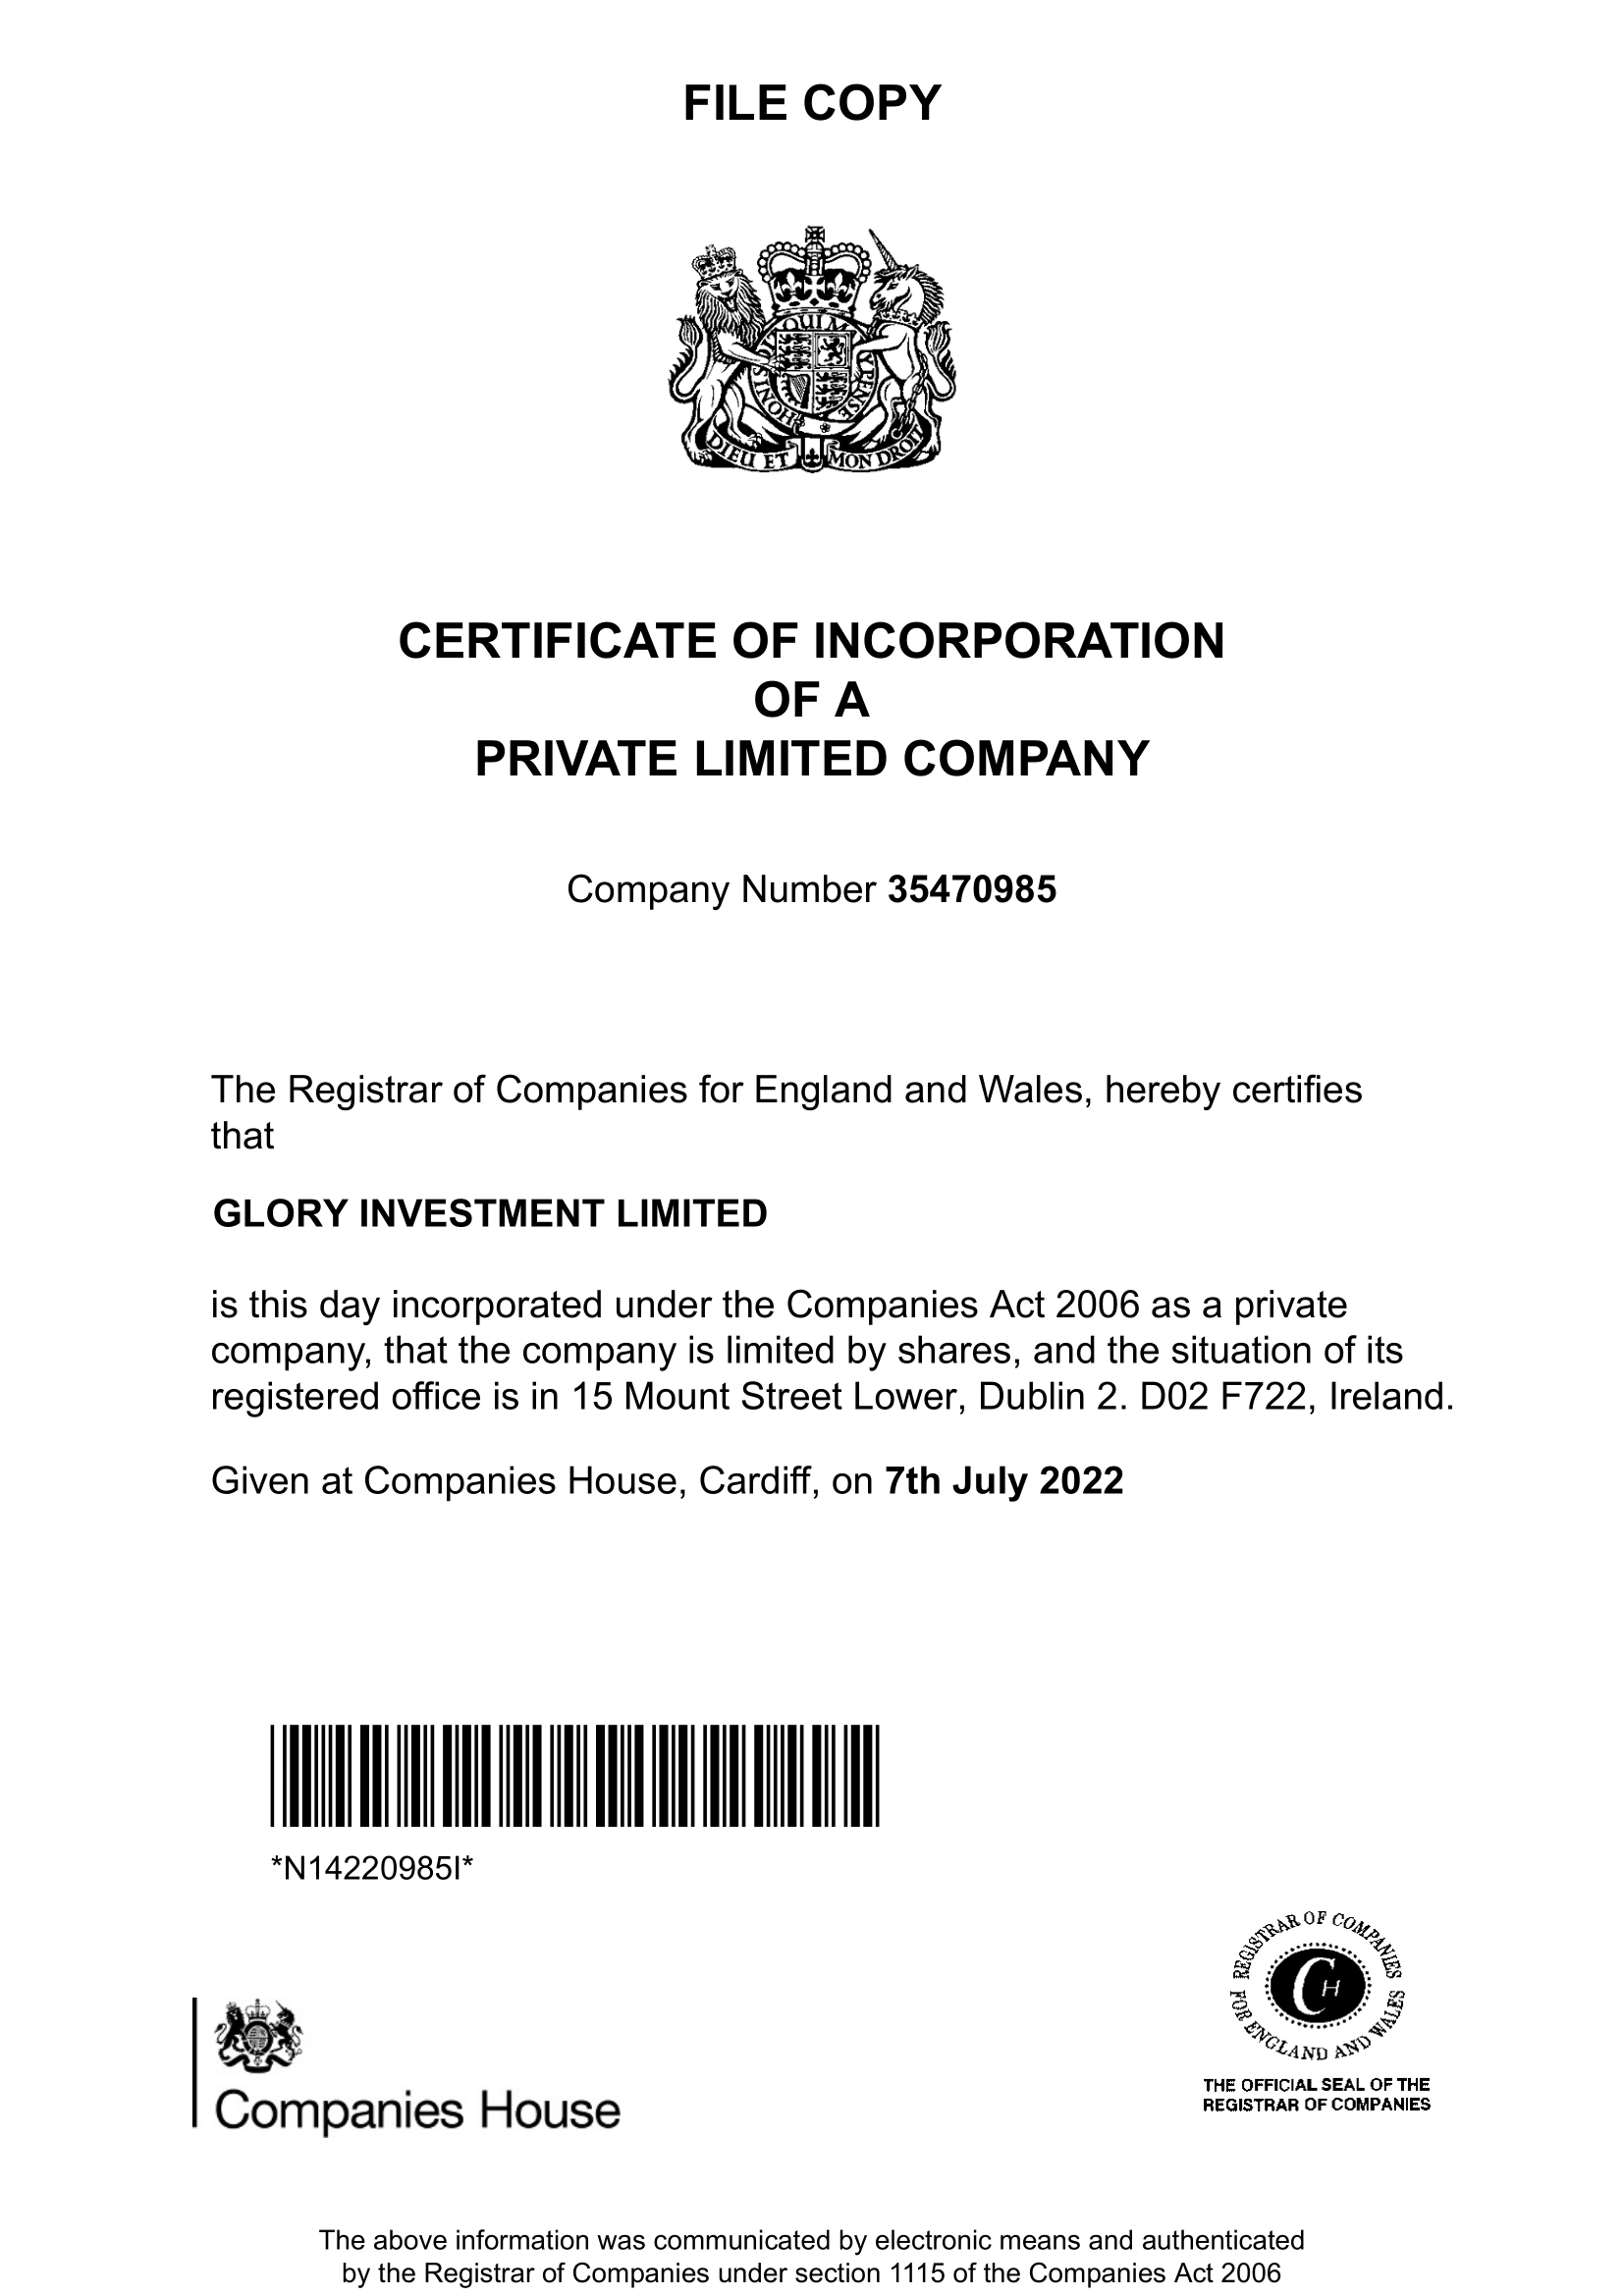 FILE COPY
HONI SOIT QUI MAL Y PENSE
DIEU ET MON DROIT
CERTIFICATE OF INCORPORATION
OF A
PRIVATE LIMITED COMPANY
Company Number 35470985
The Registrar of Companies for England and Wales, hereby certifies
that
GLORY INVESTMENT LIMITED
is this day incorporated under the Companies Act 2006 as a private
company, that the company is limited by shares, and the situation of its
registered office is in 15 Mount Street Lower, Dublin 2. D02 F722, Ireland.
Given at Companies House, Cardiff, on 7th July 2022
*N14220985I*
REGISTRAR OF COMPANIES
FOR ENGLAND AND WALES
CH
THE OFFICIAL SEAL OF THE
REGISTRAR OF COMPANIES
Companies House
The above information was communicated by electronic means and authenticated
by the Registrar of Companies under section 1115 of the Companies Act 2006